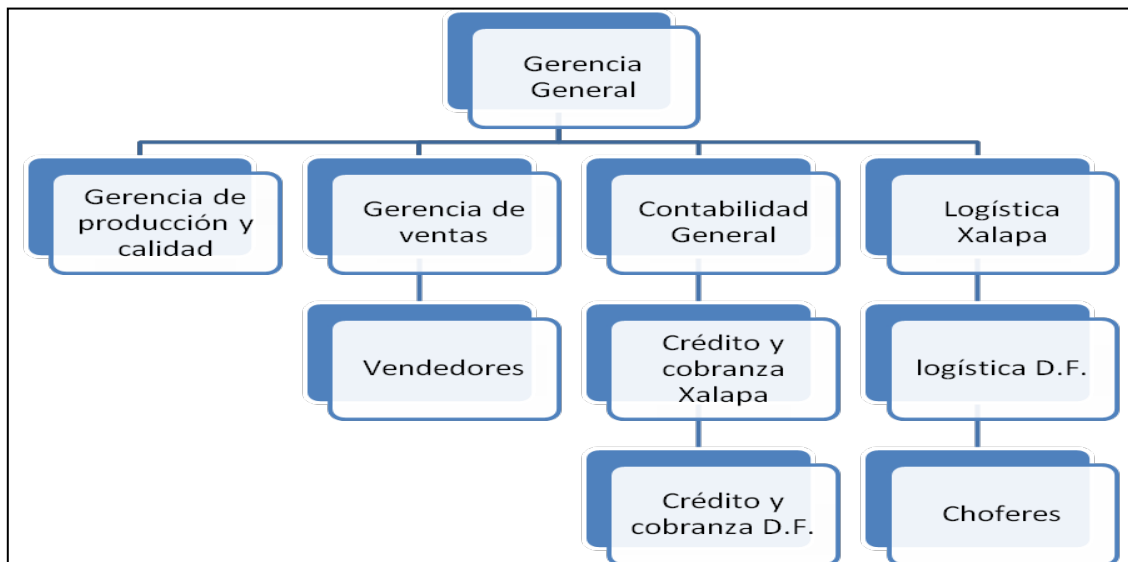 Gerencia
General
Gerencia de
producción y
calidad
Gerencia de
ventas
Contabilidad
General
Logística
Xalapa
Vendedores
Crédito y
cobranza
Xalapa
logística D.F.
Crédito y
cobranza D.F.
Choferes